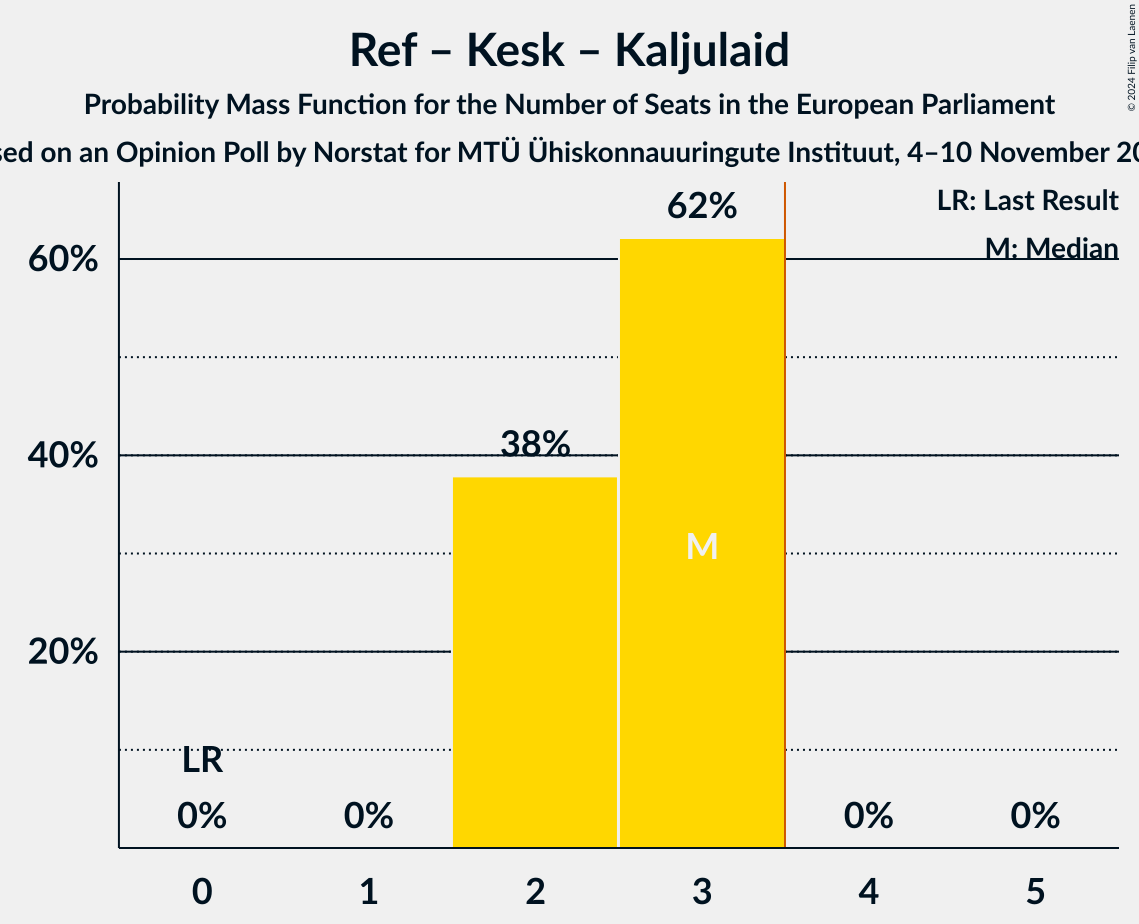 Ref – Kesk – Kaljulaid
Probability Mass Function for the Number of Seats in the European Parliament
sed on an Opinion Poll by Norstat for MTÜ Ühiskonnauuringute Instituut, 4–10 November 20
© 2024 Filip van Laenen
LR: Last Result
M: Median
62%
60%
38%
40%
M
20%
LR
0% 0% 0% 0%
0 1 2 3 4 5